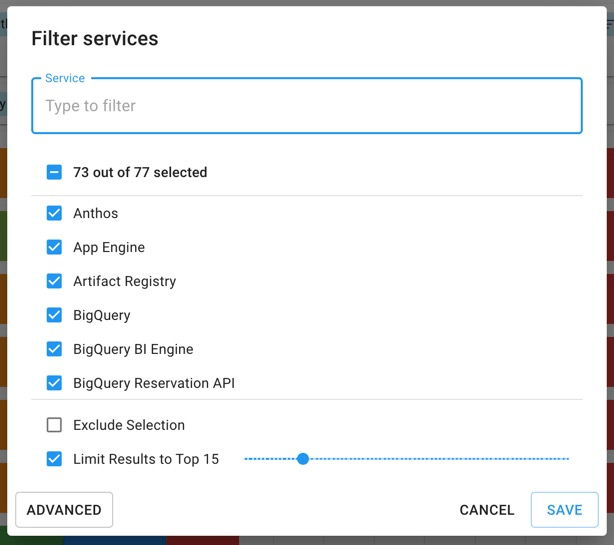 Filter services
Service
Type to filter
73 out of 77 selected
Anthos
App Engine
Artifact Registry
BigQuery
BigQuery BI Engine
BigQuery Reservation API
Exclude Selection
Limit Results to Top 15
ADVANCED
CANCEL
SAVE